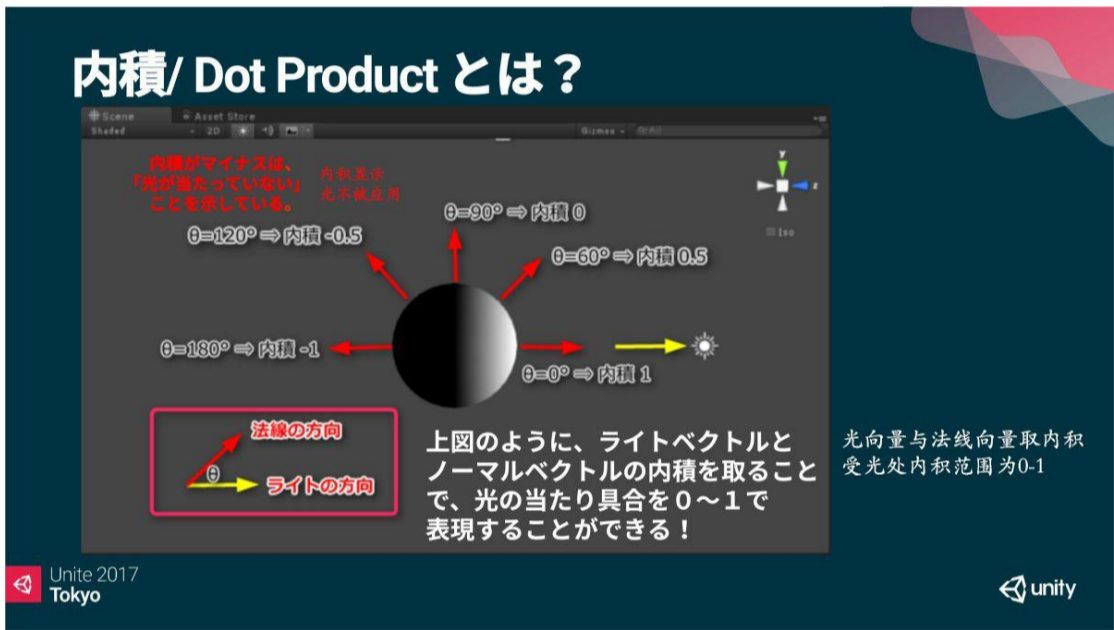 内積/ Dot Product とは？
Scene
Asset Store
Shaded
2D
Gizmos
All
内積がマイナスは、
「光が当たっていない」
ことを示している。
内积显示
光不被应用
y
z
Iso
θ=90° ⇒ 内積 0
θ=120° ⇒ 内積 -0.5
θ=60° ⇒ 内積 0.5
θ=180° ⇒ 内積 -1
θ=0° ⇒ 内積 1
法線の方向
θ
ライトの方向
上図のように、ライトベクトルと
ノーマルベクトルの内積を取ること
で、光の当たり具合を０～１で
表現することができる！
光向量与法线向量取内积
受光处内积范围为0-1
Unite 2017
Tokyo
unity